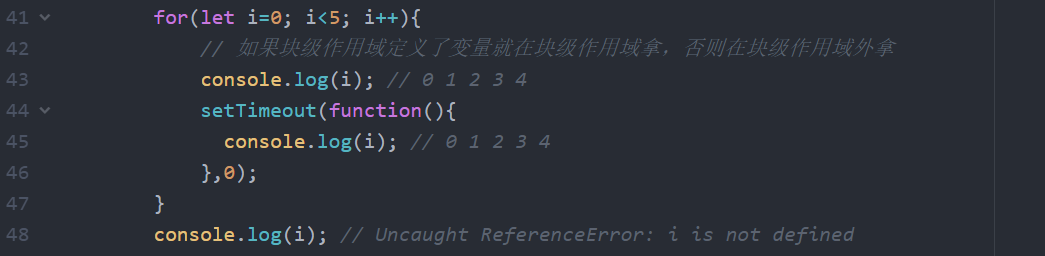 41 for(let i=0; i<5; i++){
42 // 如果块级作用域定义了变量就在块级作用域拿，否则在块级作用域外拿
43 console.log(i); // 0 1 2 3 4
44 setTimeout(function(){
45 console.log(i); // 0 1 2 3 4
46 },0);
47 }
48 console.log(i); // Uncaught ReferenceError: i is not defined